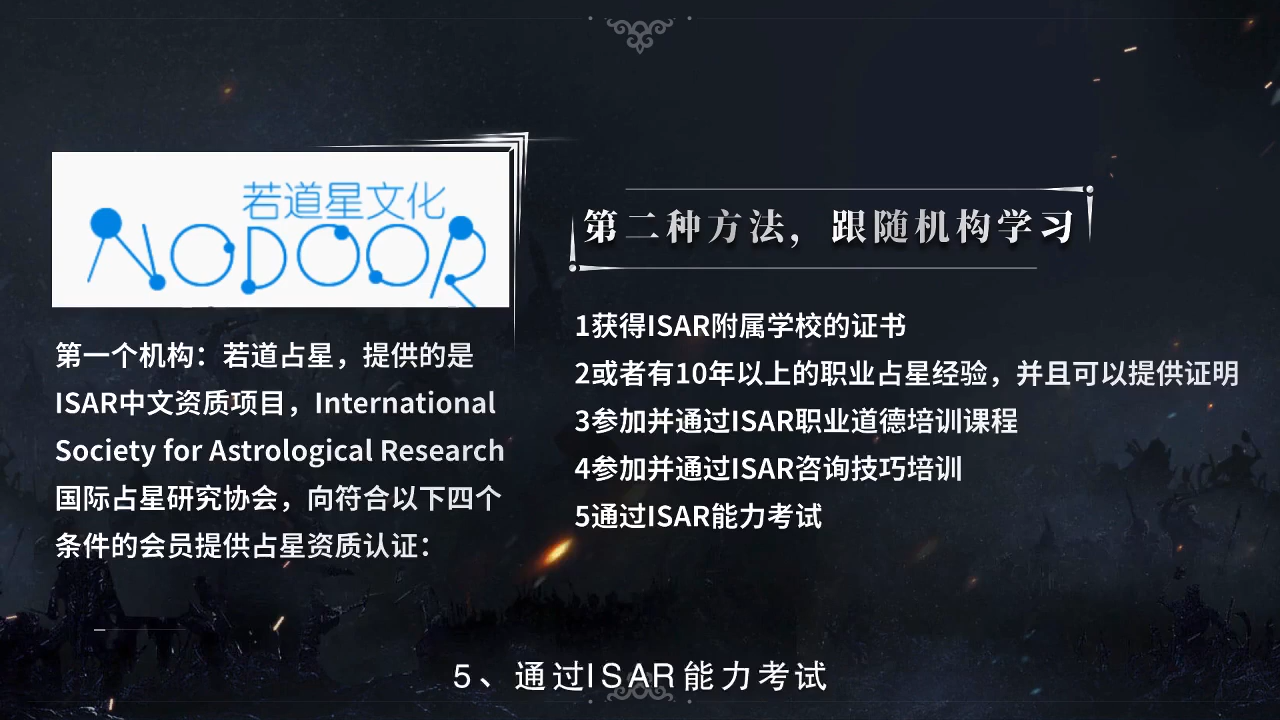 若道星文化
NODOOR
第一个机构：若道占星，提供的是
ISAR中文资质项目，International
Society for Astrological Research
国际占星研究协会，向符合以下四个
条件的会员提供占星资质认证：
第二种方法，跟随机构学习
1获得ISAR附属学校的证书
2或者有10年以上的职业占星经验，并且可以提供证明
3参加并通过ISAR职业道德培训课程
4参加并通过ISAR咨询技巧培训
5通过ISAR能力考试
5、通过ISAR能力考试